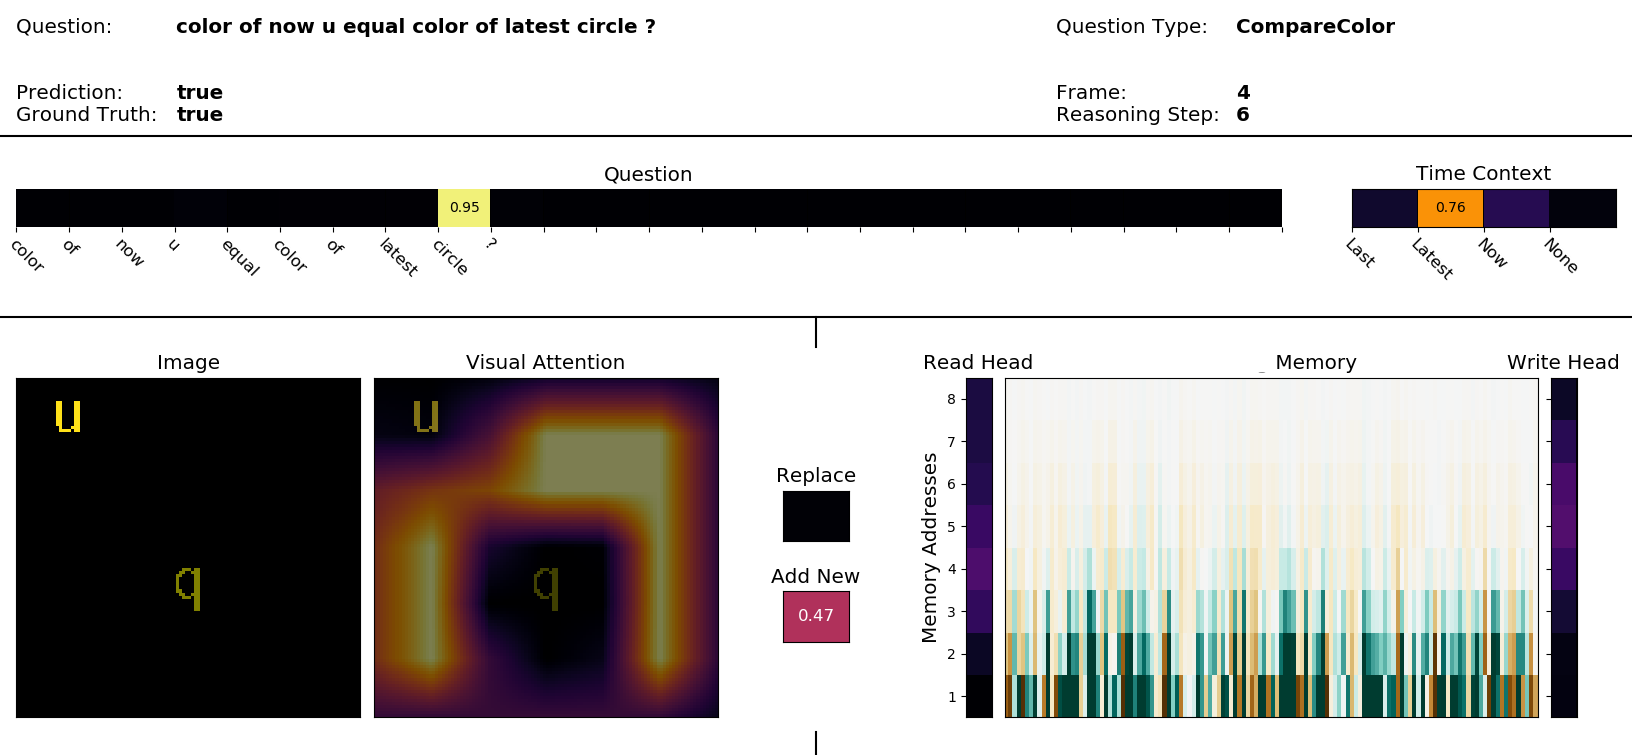 Question: color of now u equal color of latest circle ?
Question Type: CompareColor
Prediction: true
Ground Truth: true
Frame: 4
Reasoning Step: 6
Question
0.95
color of now u equal color of latest circle ?
Time Context
0.76
Last Latest Now None
Image
u
q
Visual Attention
u
q
Replace
Add New
0.47
Read Head
Memory
Write Head
Memory Addresses
8
7
6
5
4
3
2
1